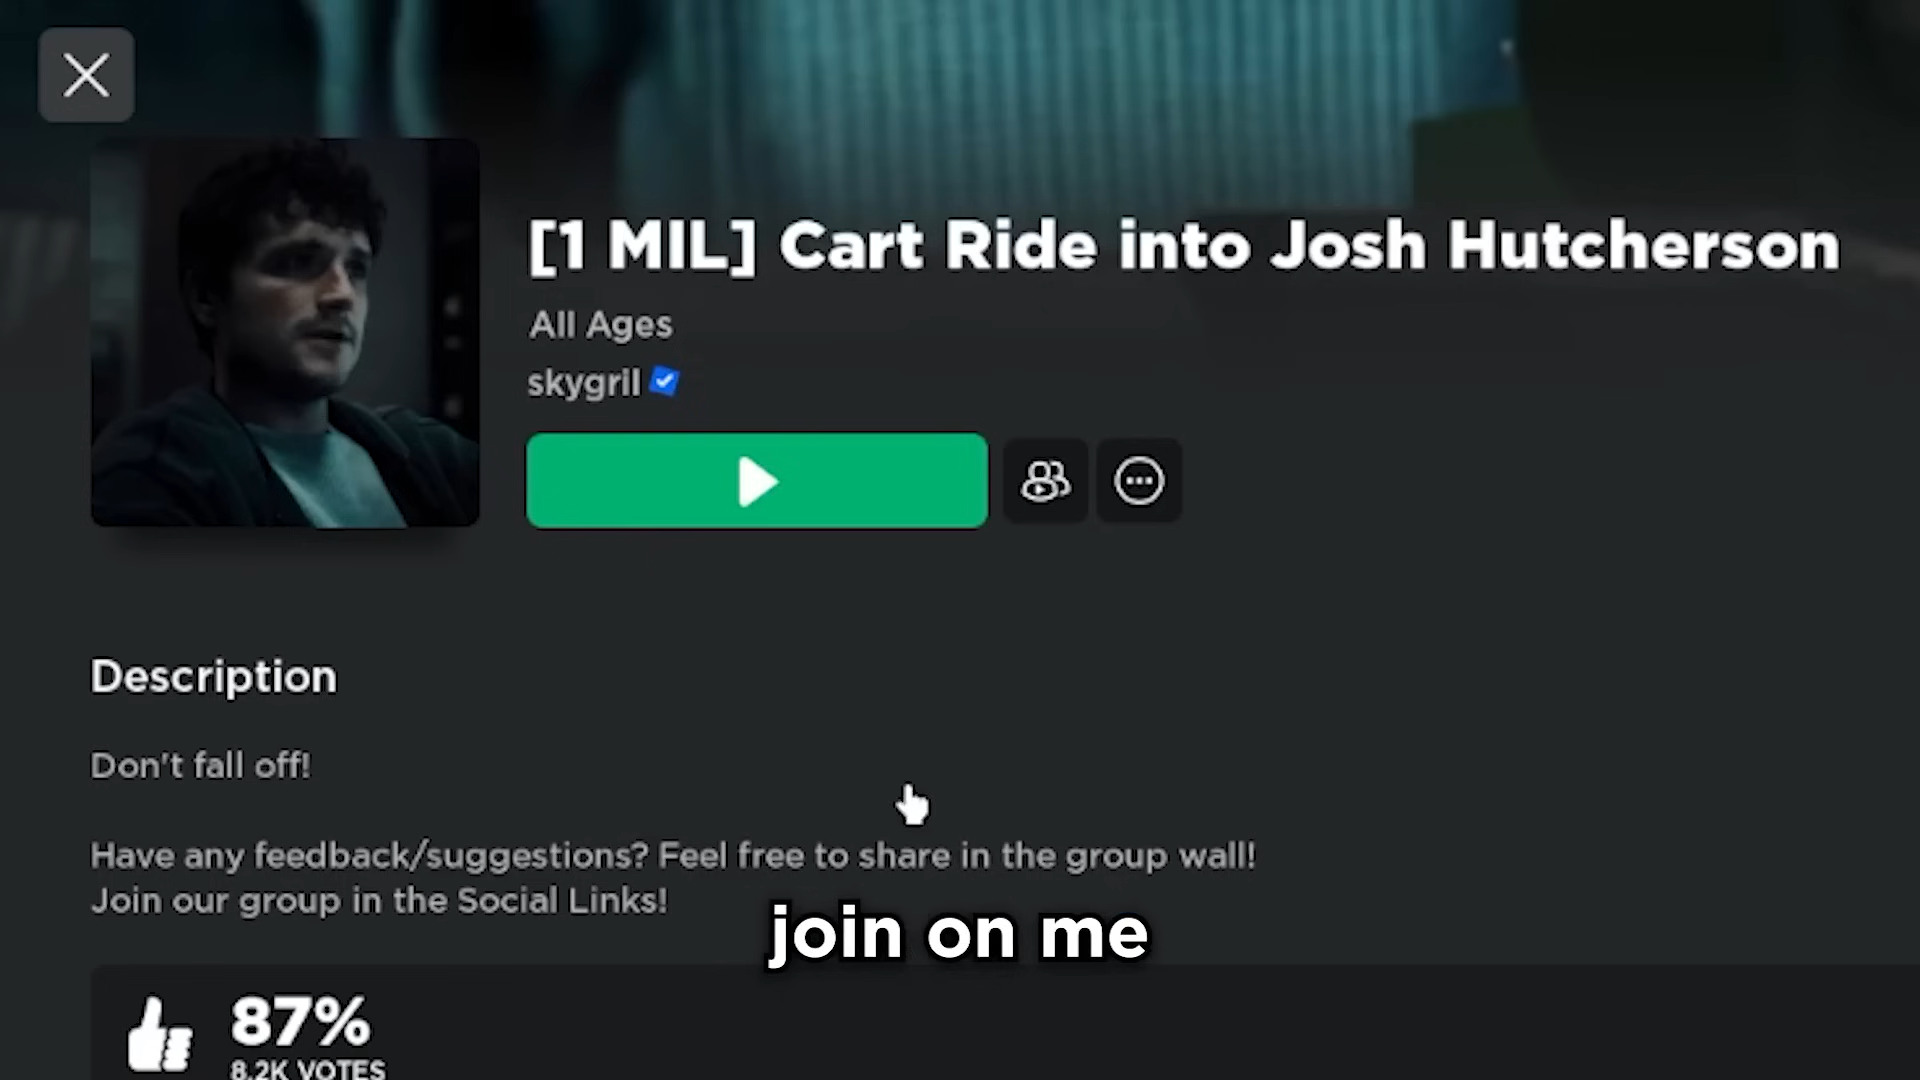 [1 MIL] Cart Ride into Josh Hutcherson
All Ages
skygril
Description
Don't fall off!
Have any feedback/suggestions? Feel free to share in the group wall!
Join our group in the Social Links!
join on me
87%
8.2K VOTES